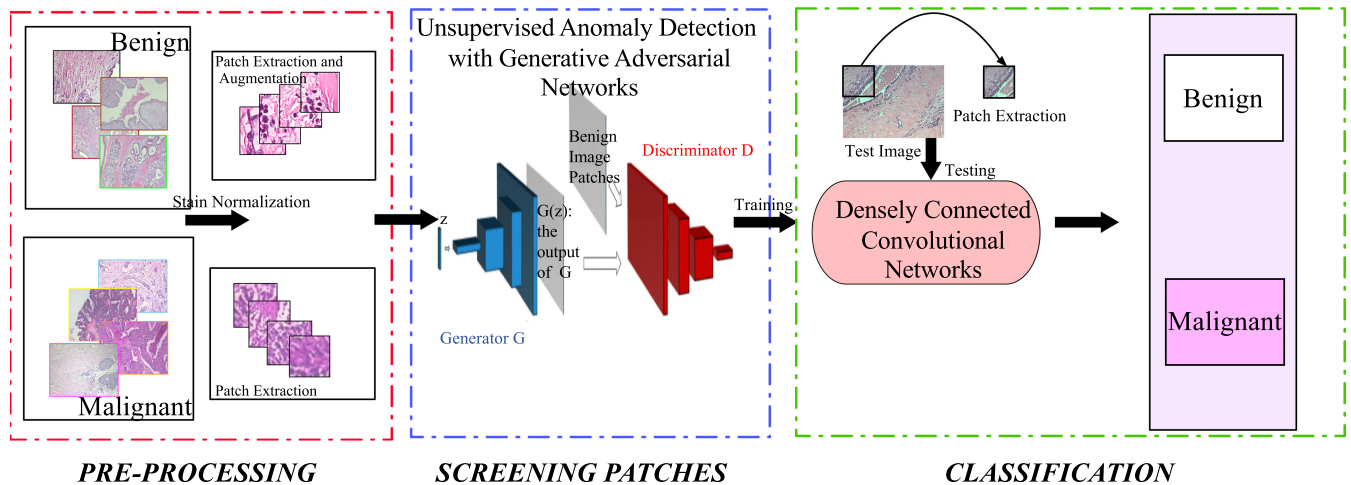 Benign
Patch Extraction and
Augmentation
Stain Normalization
Malignant
Patch Extraction
PRE-PROCESSING
Unsupervised Anomaly Detection
with Generative Adversarial
Networks
Benign
Image
Patches
Discriminator D
z
G(z):
the
output
of G
Generator G
Training
SCREENING PATCHES
Patch Extraction
Test Image
Testing
Densely Connected
Convolutional
Networks
Benign
Malignant
CLASSIFICATION